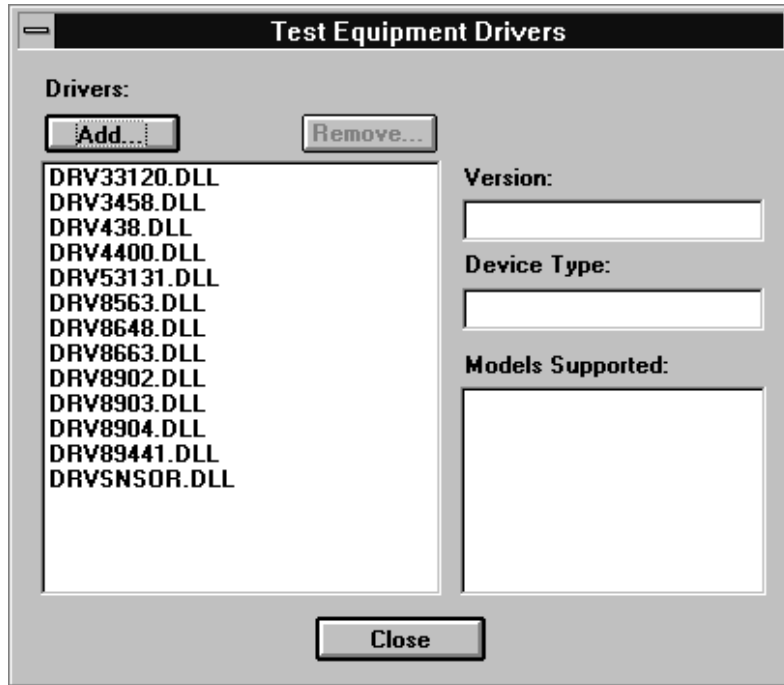 Test Equipment Drivers
Drivers:
Add...
Remove...
DRV33120.DLL
DRV3458.DLL
DRV438.DLL
DRV4400.DLL
DRV53131.DLL
DRV8563.DLL
DRV8648.DLL
DRV8663.DLL
DRV8902.DLL
DRV8903.DLL
DRV8904.DLL
DRV89441.DLL
DRVSNSOR.DLL
Version:
Device Type:
Models Supported:
Close